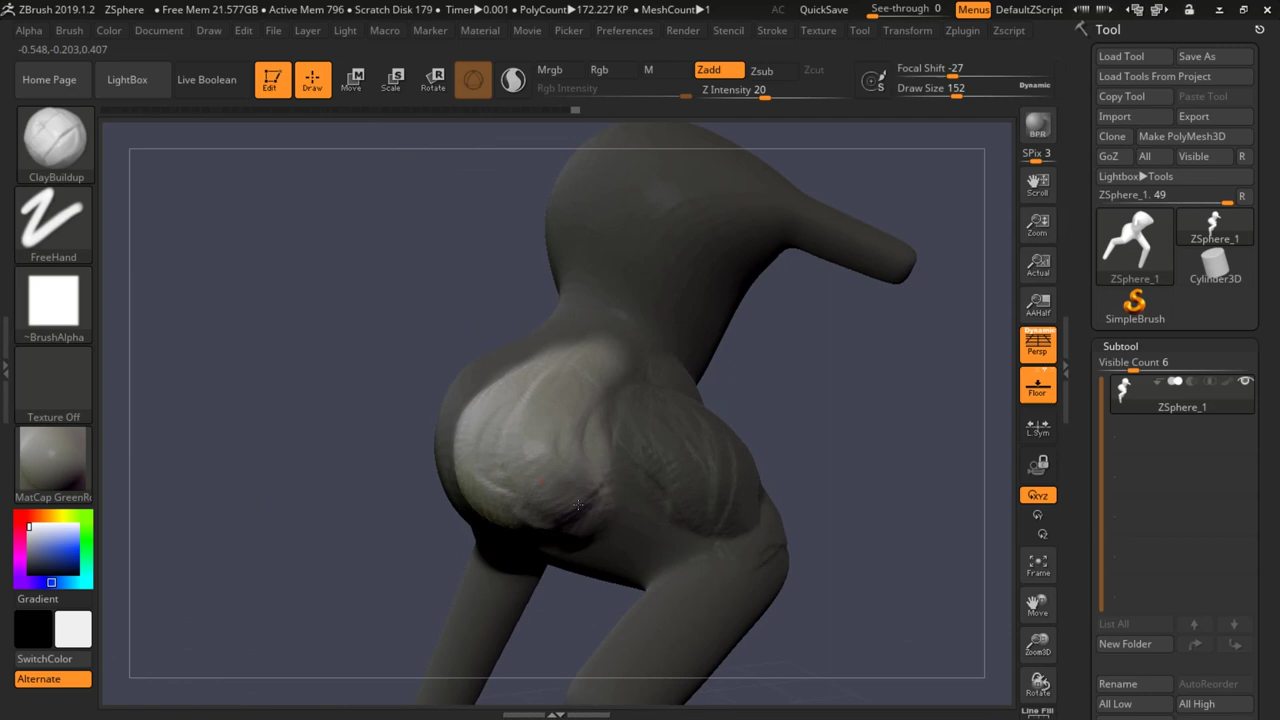 ZBrush 2019.1.2 ZSphere • Free Mem 21.577GB • Active Mem 796 • Scratch Disk 179 • Timer▶0.001 • PolyCount▶172.227 KP • MeshCount▶1 AC QuickSave See-through 0 Menus DefaultZScript
Alpha Brush Color Document Draw Edit File Layer Light Macro Marker Material Movie Picker Preferences Render Stencil Stroke Texture Tool Transform Zplugin Zscript
-0.548,-0.203,0.407
Home Page LightBox Live Boolean Edit Draw Move Scale Rotate
Mrgb Rgb M Zadd Zsub Zcut
Rgb Intensity Z Intensity 20
Focal Shift -27
Draw Size 152 Dynamic
ClayBuildup
FreeHand
~BrushAlpha
Texture Off
MatCap GreenRo
Gradient
SwitchColor
Alternate
BPR
SPix 3
Scroll
Zoom
Actual
AAHalf
Dynamic
Persp
Floor
L.Sym
XYZ
Y
Z
Frame
Move
Zoom3D
Rotate
Line Fill
Tool
Load Tool Save As
Load Tools From Project
Copy Tool Paste Tool
Import Export
Clone Make PolyMesh3D
GoZ All Visible R
Lightbox▶Tools
ZSphere_1. 49 R
ZSphere_1 ZSphere_1
Cylinder3D
SimpleBrush
Subtool
Visible Count 6
ZSphere_1
List All
New Folder
Rename AutoReorder
All Low All High